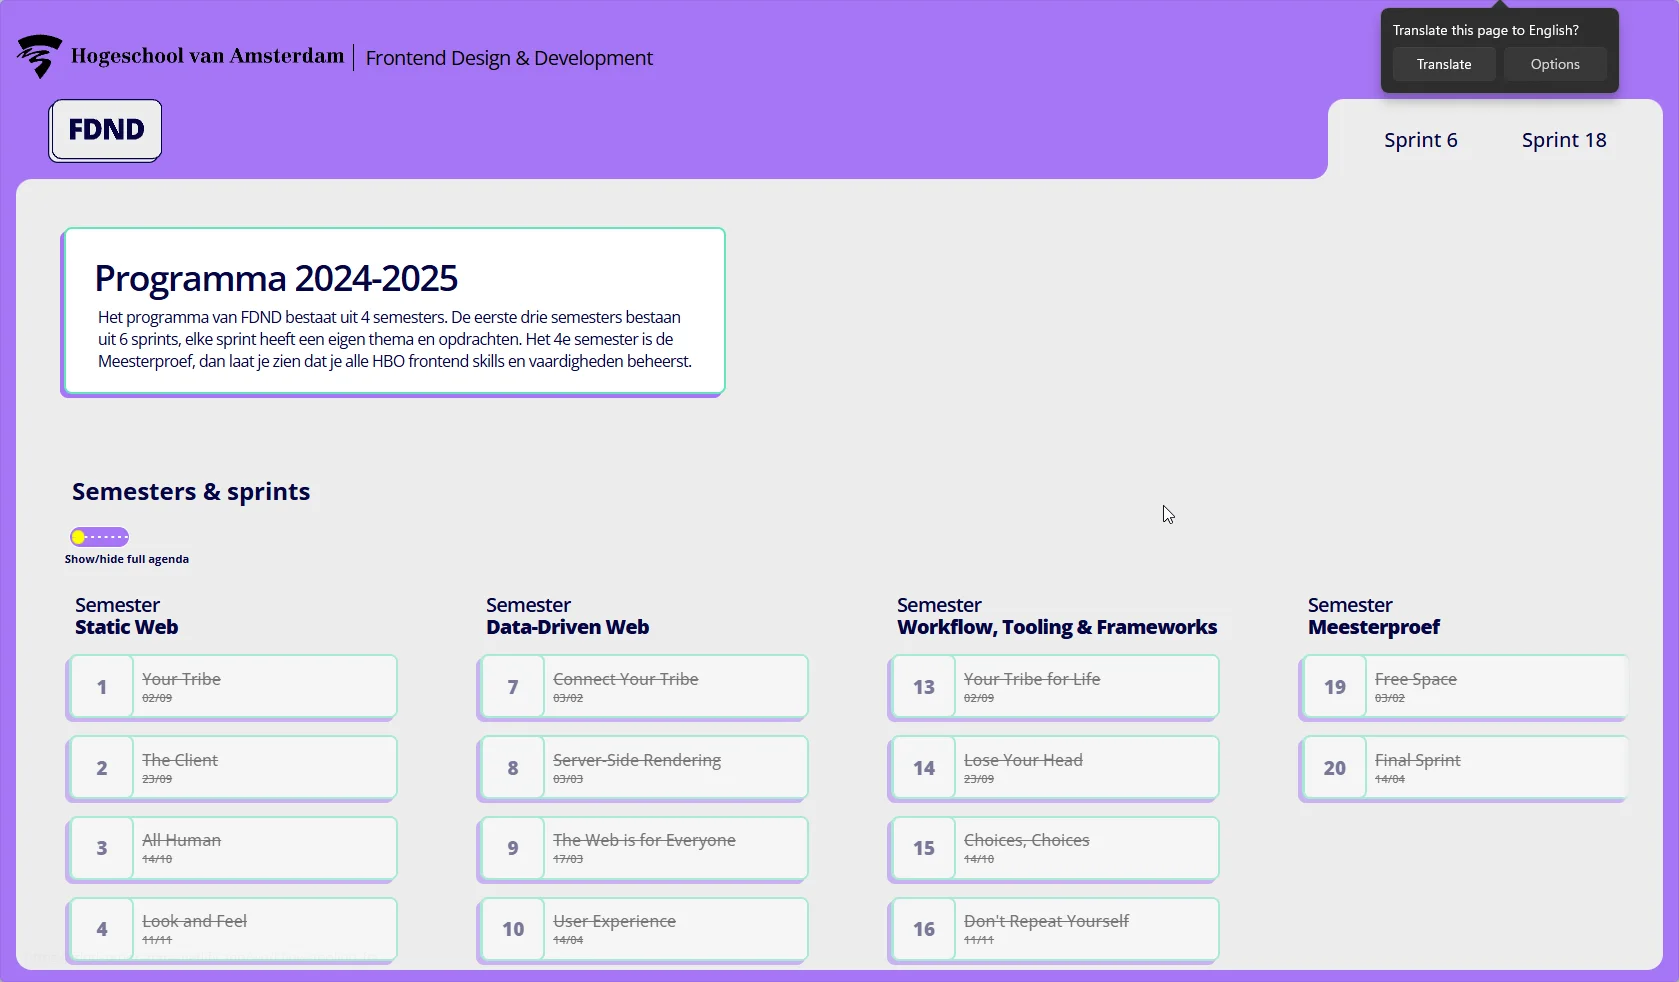 Translate this page to English?
Translate
Options
Hogeschool van Amsterdam
Frontend Design & Development
FDND
Sprint 6
Sprint 18
Programma 2024-2025
Het programma van FDND bestaat uit 4 semesters. De eerste drie semesters bestaan
uit 6 sprints, elke sprint heeft een eigen thema en opdrachten. Het 4e semester is de
Meesterproef, dan laat je zien dat je alle HBO frontend skills en vaardigheden beheerst.
Semesters & sprints
Show/hide full agenda
Semester
Static Web
1
Your Tribe
02/09
2
The Client
23/09
3
All Human
14/10
4
Look and Feel
11/11
Semester
Data-Driven Web
7
Connect Your Tribe
03/02
8
Server-Side Rendering
03/03
9
The Web is for Everyone
17/03
10
User Experience
14/04
Semester
Workflow, Tooling & Frameworks
13
Your Tribe for Life
02/09
14
Lose Your Head
23/09
15
Choices, Choices
14/10
16
Don't Repeat Yourself
11/11
Semester
Meesterproef
19
Free Space
03/02
20
Final Sprint
14/04